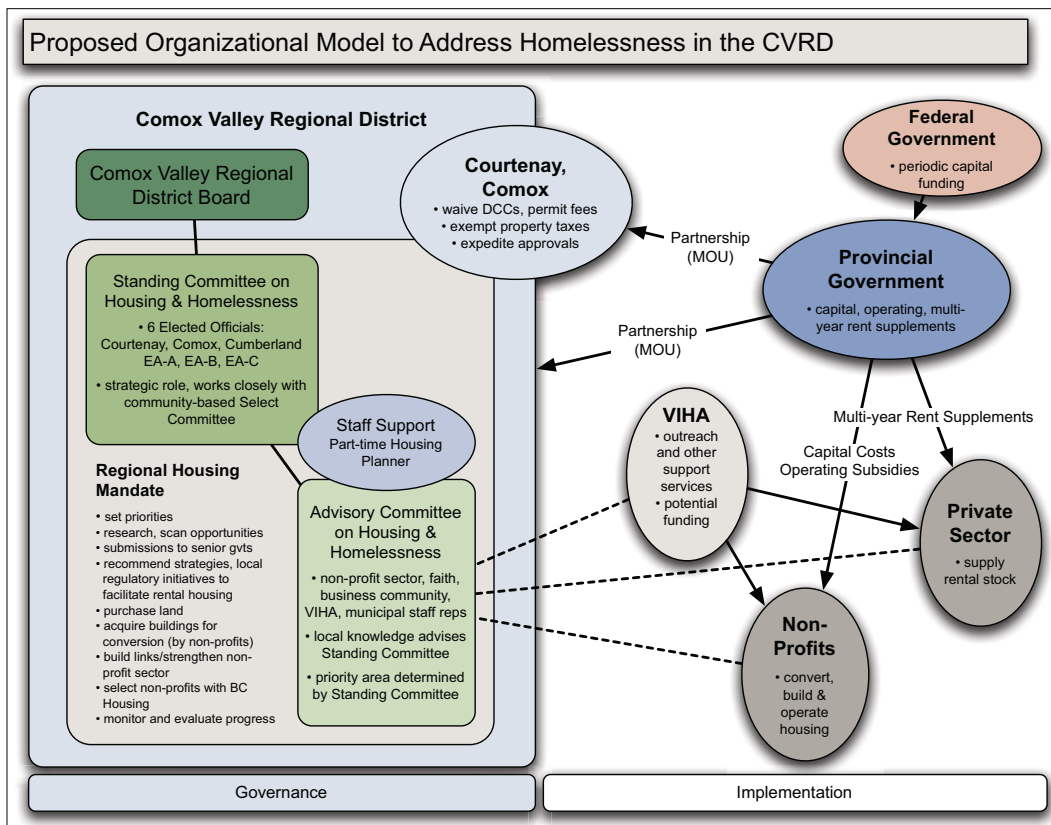 Proposed Organizational Model to Address Homelessness in the CVRD
Comox Valley Regional District
Comox Valley Regional
District Board
Standing Committee on
Housing & Homelessness
• 6 Elected Officials:
Courtenay, Comox, Cumberland
EA-A, EA-B, EA-C
• strategic role, works closely with
community-based Select
Committee
Staff Support
Part-time Housing
Planner
Regional Housing
Mandate
• set priorities
• research, scan opportunities
• submissions to senior gvts
• recommend strategies, local
regulatory initiatives to
facilitate rental housing
• purchase land
• acquire buildings for
conversion (by non-profits)
• build links/strengthen non-
profit sector
• select non-profits with BC
Housing
• monitor and evaluate progress
Advisory Committee
on Housing &
Homelessness
• non-profit sector, faith,
business community,
VIHA, municipal staff reps
• local knowledge advises
Standing Committee
• priority area determined
by Standing Committee
Courtenay,
Comox
• waive DCCs, permit fees
• exempt property taxes
• expedite approvals
Partnership
(MOU)
Partnership
(MOU)
Federal
Government
• periodic capital
funding
Provincial
Government
• capital, operating, multi-
year rent supplements
Multi-year Rent Supplements
Capital Costs
Operating Subsidies
VIHA
• outreach
and other
support
services
• potential
funding
Private
Sector
• supply
rental stock
Non-
Profits
• convert,
build &
operate
housing
Governance
Implementation